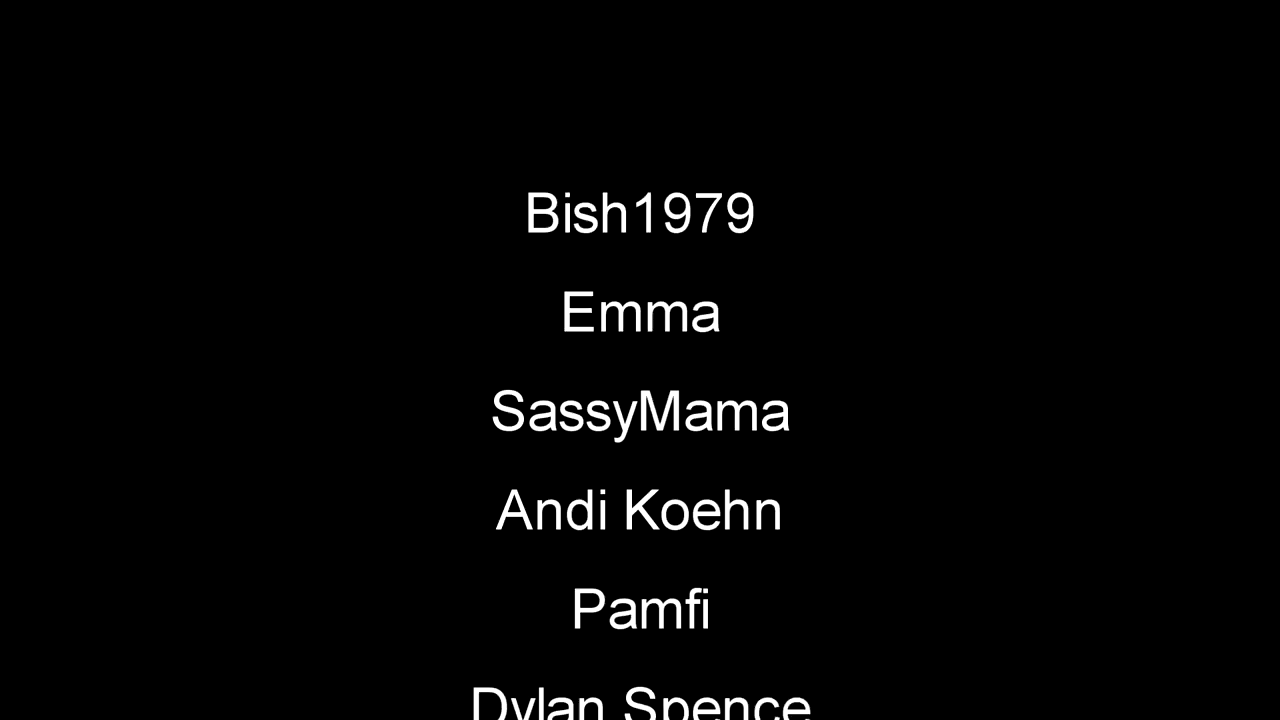 Bish1979
Emma
SassyMama
Andi Koehn
Pamfi
Dylan Spence